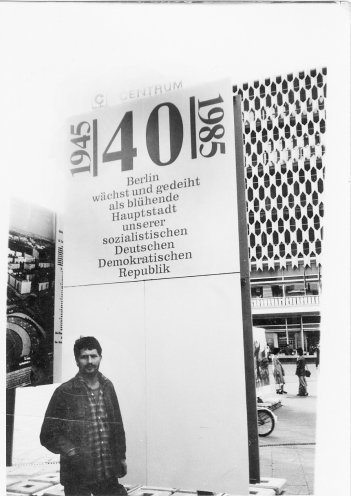 CENTRUM
1945 40 1985
Berlin
wächst und gedeiht
als blühende
Hauptstadt
unserer
sozialistischen
Deutschen
Demokratischen
Republik